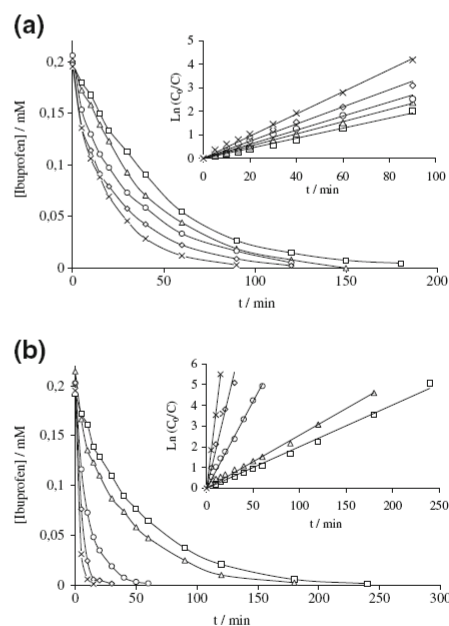 (a)
0,2
0,15
0,1
0,05
0
[Ibuprofen] / mM
0 50 100 150 200
t / min
5
4
3
2
1
0
Ln (C₀/C)
0 20 40 60 80 100
t / min
(b)
0,2
0,15
0,1
0,05
0
[Ibuprofen] / mM
0 50 100 150 200 250 300
t / min
6
5
4
3
2
1
0
Ln (C₀/C)
0 50 100 150 200 250
t / min